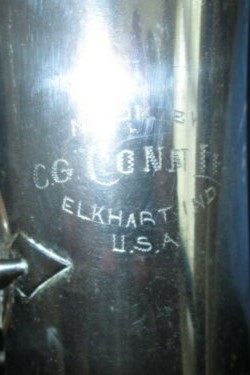 C.G. CONN
ELKHART IND
U.S.A